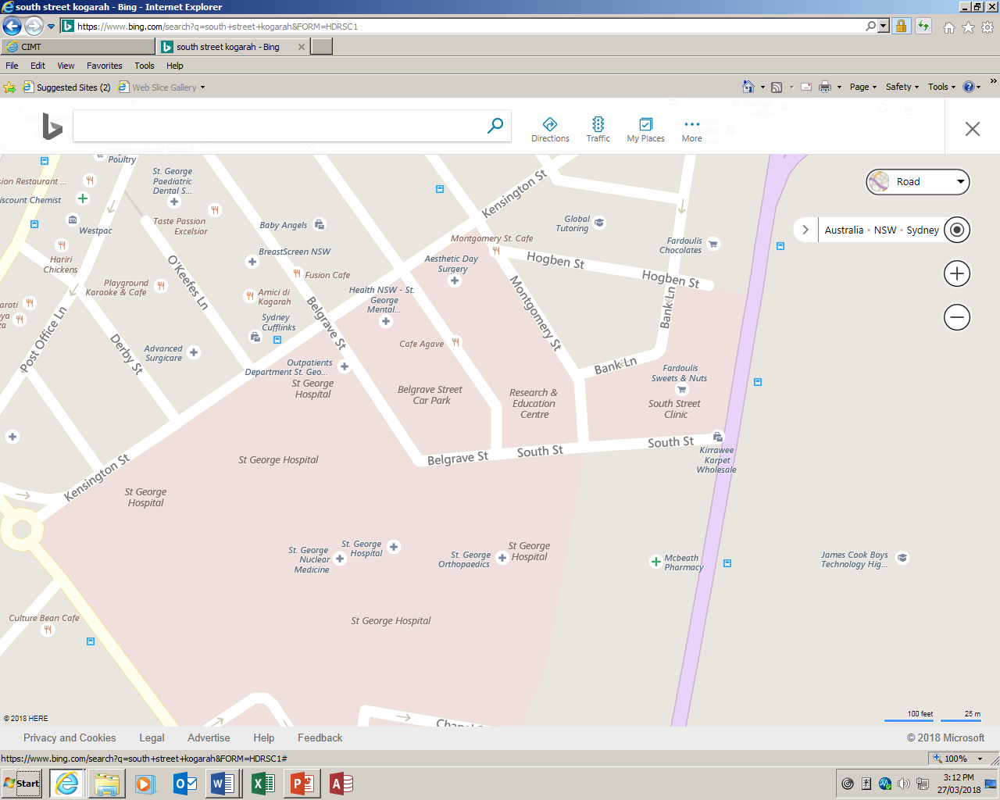 south street kogarah - Bing - Internet Explorer
https://www.bing.com/search?q=south+street+kogarah&FORM=HDRSC1
CIMT
south street kogarah - Bing
File Edit View Favorites Tools Help
Suggested Sites (2) Web Slice Gallery
Page Safety Tools
Directions Traffic My Places More
Road
Australia • NSW • Sydney
Poultry
St. George
Paediatric
Dental S...
sion Restaurant ...
iscount Chemist
Westpac
Taste Passion
Excelsior
Hariri
Chickens
Playground
Karaoke & Cafe
O'Keefes Ln
Baby Angels
BreastScreen NSW
Fusion Cafe
Amici di
Kogarah
Sydney
Cufflinks
Advanced
Surgicare
Post Office Ln
Derby St
Belgrave St
Kensington St
Montgomery St. Cafe
Aesthetic Day
Surgery
Health NSW - St.
George
Mental...
Cafe Agave
Global
Tutoring
Fardoulis
Chocolates
Hogben St
Hogben St
Montgomery St
Bank Ln
Bank Ln
Outpatients
Department St. Geo...
St George
Hospital
Belgrave Street
Car Park
Research &
Education
Centre
Fardoulis
Sweets & Nuts
South Street
Clinic
Belgrave St
South St
South St
Kirrawee
Karpet
Wholesale
Kensington St
St George Hospital
St George
Hospital
St. George
Nuclear
Medicine
St. George
Hospital
St. George
Orthopaedics
St George
Hospital
Mcbeath
Pharmacy
James Cook Boys
Technology Hig...
Culture Bean Cafe
St George Hospital
© 2018 HERE
100 feet 25 m
Privacy and Cookies Legal Advertise Help Feedback
© 2018 Microsoft
https://www.bing.com/search?q=south+street+kogarah&FORM=HDRSC1#
100%
Start
3:12 PM
27/03/2018